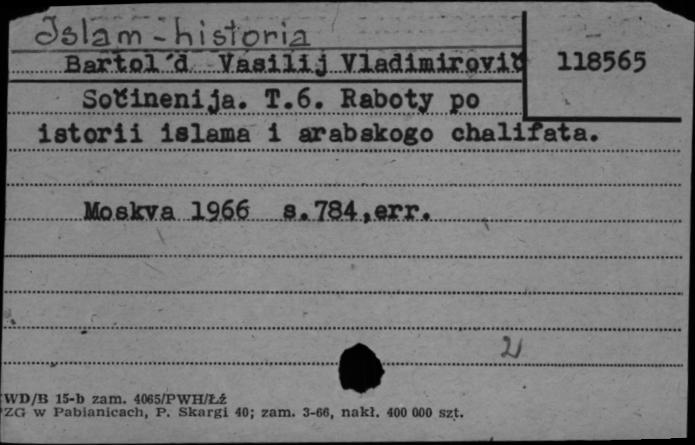 Islam - historia
Bartol'd Vasilij Vladimirovič
118565
Sočinenija. T.6. Raboty po
istorii islama i arabskogo chalifata.
Moskva 1966 s.784,err.
WD/B 15-b zam. 4065/PWH/Łź
ZG w Pabianicach, P. Skargi 40; zam. 3-66, nakł. 400 000 szt.